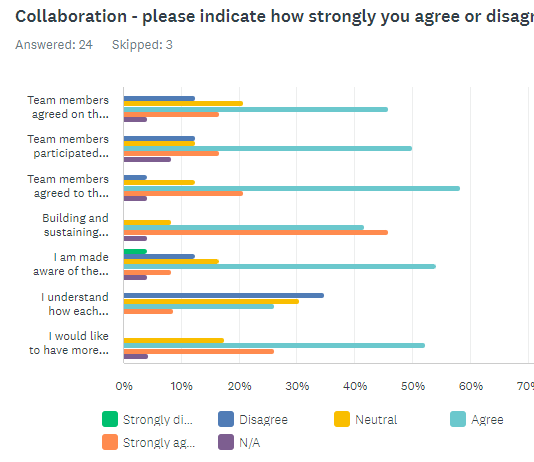 Collaboration - please indicate how strongly you agree or disagr
Answered: 24 Skipped: 3
Team members
agreed on th...
Team members
participated...
Team members
agreed to th...
Building and
sustaining...
I am made
aware of the...
I understand
how each...
I would like
to have more...
0% 10% 20% 30% 40% 50% 60% 70%
Strongly di... Disagree Neutral Agree
Strongly ag... N/A